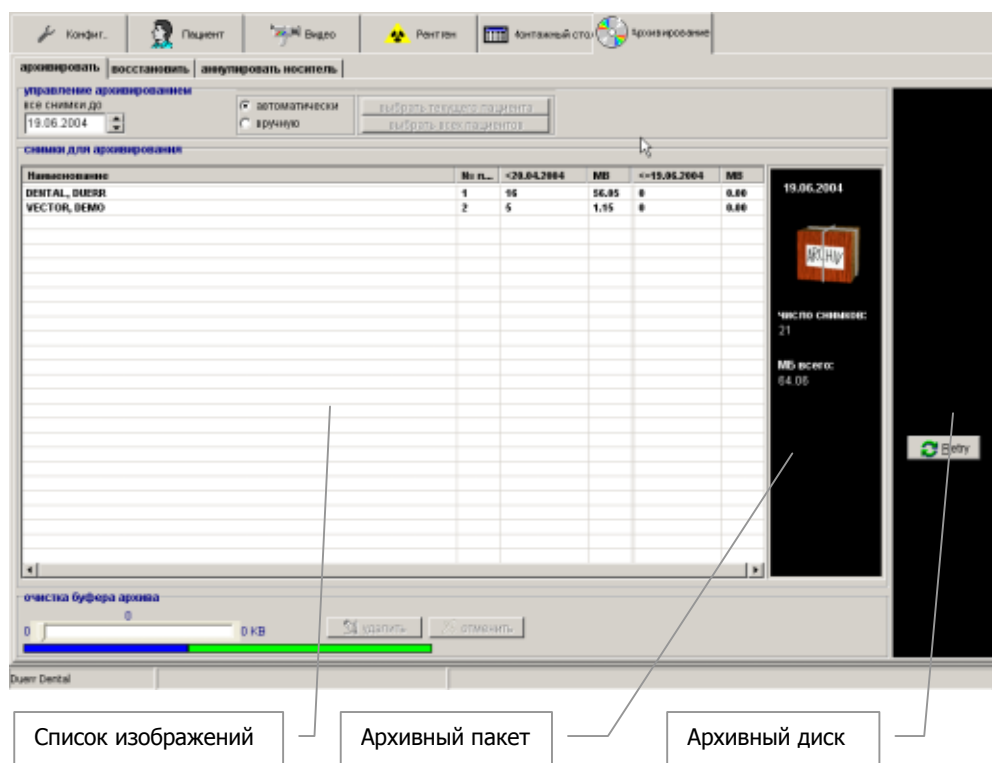 Конфиг.. Пациент Видео Рентген Монтажный сто. Архивирование
архивировать восстановить аннулировать носитель
управление архивированием
все снимки до
19.06.2004
автоматически
вручную
выбрать текущего пациента
выбрать всех пациентов
снимки для архивирования
Наименование № п... <20.04.2004 МВ <=19.06.2004 МВ
DENTAL, DUERR 1 16 56.05 0 0.00
VECTOR, DEMO 2 5 1.15 0 0.00
19.06.2004
ARCHIV
число снимков:
21
МБ всего:
64.06
Retry
очистка буфера архива
0
0 0 KB
удалить отменить
Duerr Dental
Список изображений Архивный пакет Архивный диск